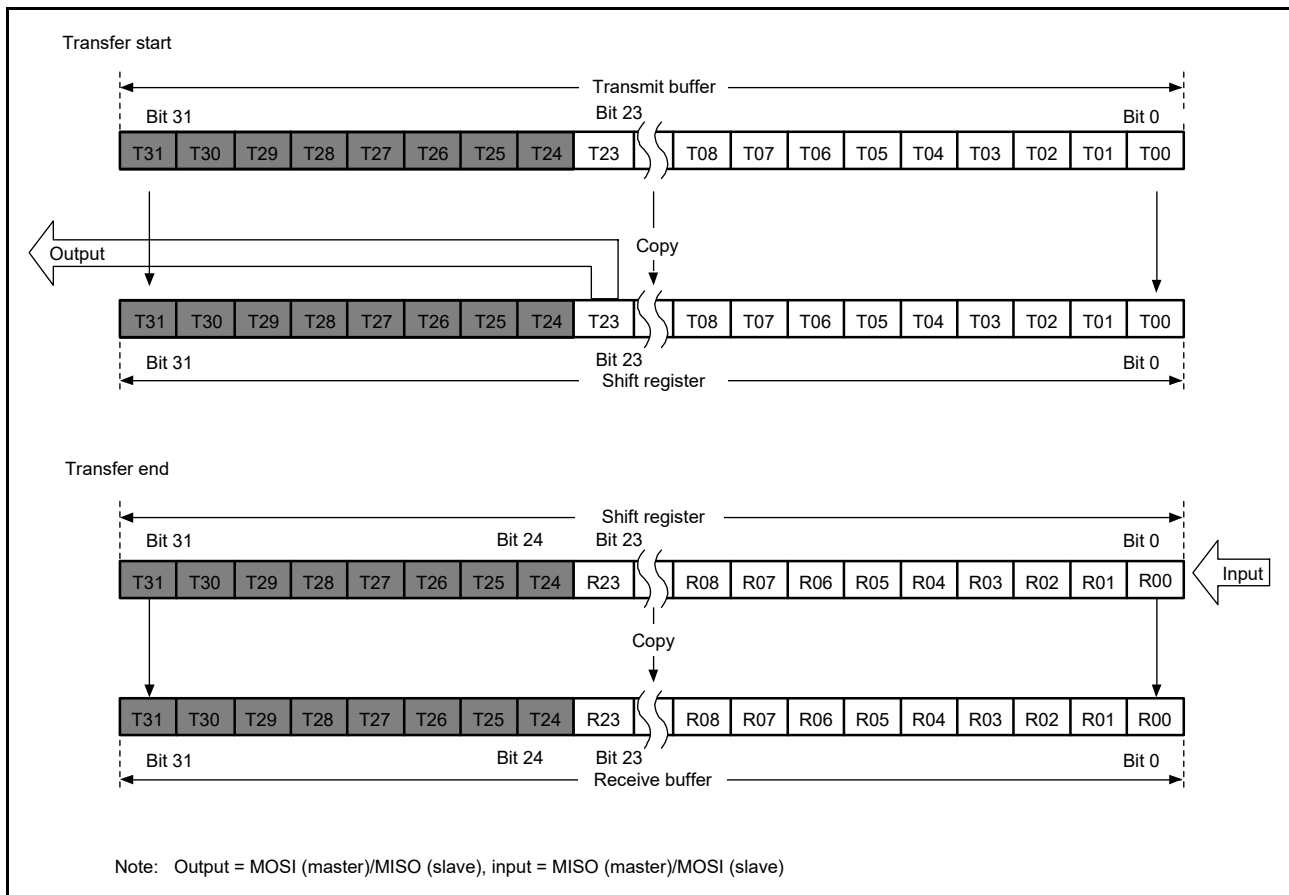 Transfer start
Transmit buffer
Bit 31 Bit 23 Bit 0
T31 T30 T29 T28 T27 T26 T25 T24 T23 T08 T07 T06 T05 T04 T03 T02 T01 T00
Output Copy
T31 T30 T29 T28 T27 T26 T25 T24 T23 T08 T07 T06 T05 T04 T03 T02 T01 T00
Bit 31 Bit 23 Bit 0
Shift register
Transfer end
Shift register
Bit 31 Bit 24 Bit 23 Bit 0
T31 T30 T29 T28 T27 T26 T25 T24 R23 R08 R07 R06 R05 R04 R03 R02 R01 R00 Input
Copy
T31 T30 T29 T28 T27 T26 T25 T24 R23 R08 R07 R06 R05 R04 R03 R02 R01 R00
Bit 31 Bit 24 Bit 23 Bit 0
Receive buffer
Note: Output = MOSI (master)/MISO (slave), input = MISO (master)/MOSI (slave)